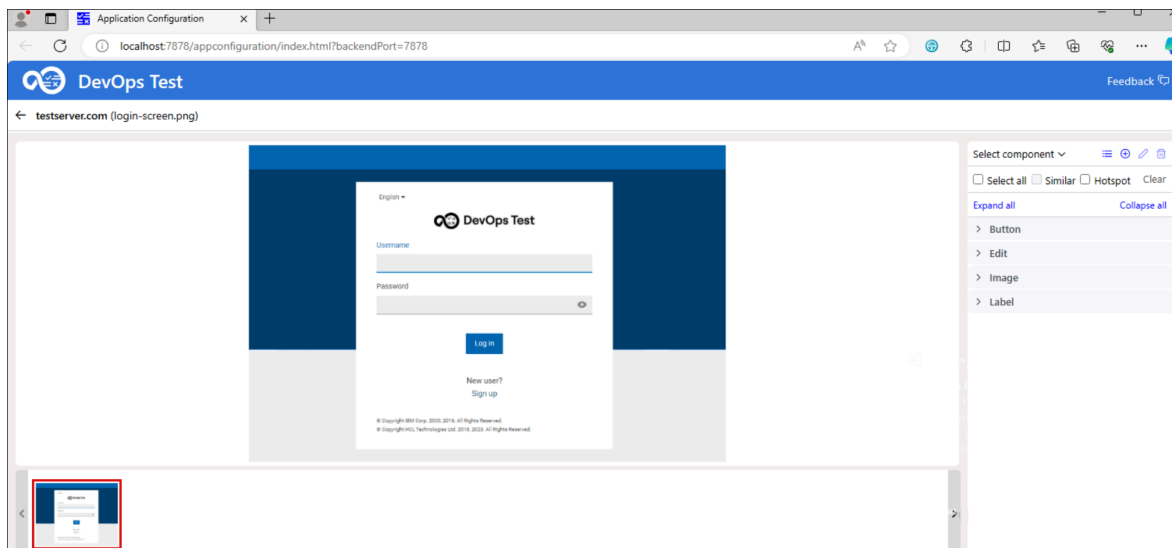 Application Configuration
localhost:7878/appconfiguration/index.html?backendPort=7878
DevOps Test
Feedback
testserver.com (login-screen.png)
English
DevOps Test
Username
Password
Log in
New user?
Sign up
© Copyright IBM Corp. 2000, 2016. All Rights Reserved.
© Copyright HCL Technologies Ltd. 2016, 2023. All Rights Reserved.
Select component
Select all Similar Hotspot Clear
Expand all Collapse all
Button
Edit
Image
Label